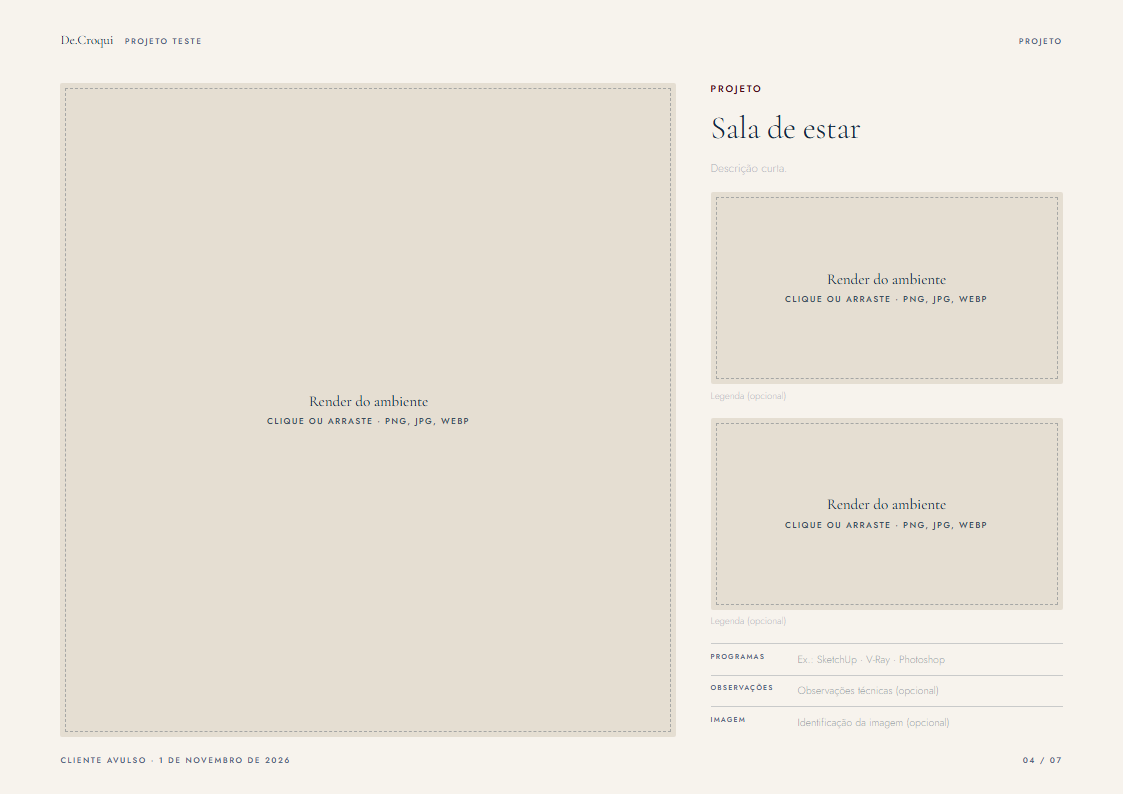 De.Croqui PROJETO TESTE
PROJETO
Render do ambiente
CLIQUE OU ARRASTE · PNG, JPG, WEBP
PROJETO
Sala de estar
Descrição curta.
Render do ambiente
CLIQUE OU ARRASTE · PNG, JPG, WEBP
Legenda (opcional)
Render do ambiente
CLIQUE OU ARRASTE · PNG, JPG, WEBP
Legenda (opcional)
PROGRAMAS Ex.: SketchUp · V-Ray · Photoshop
OBSERVAÇÕES Observações técnicas (opcional)
IMAGEM Identificação da imagem (opcional)
CLIENTE AVULSO · 1 DE NOVEMBRO DE 2026
04 / 07